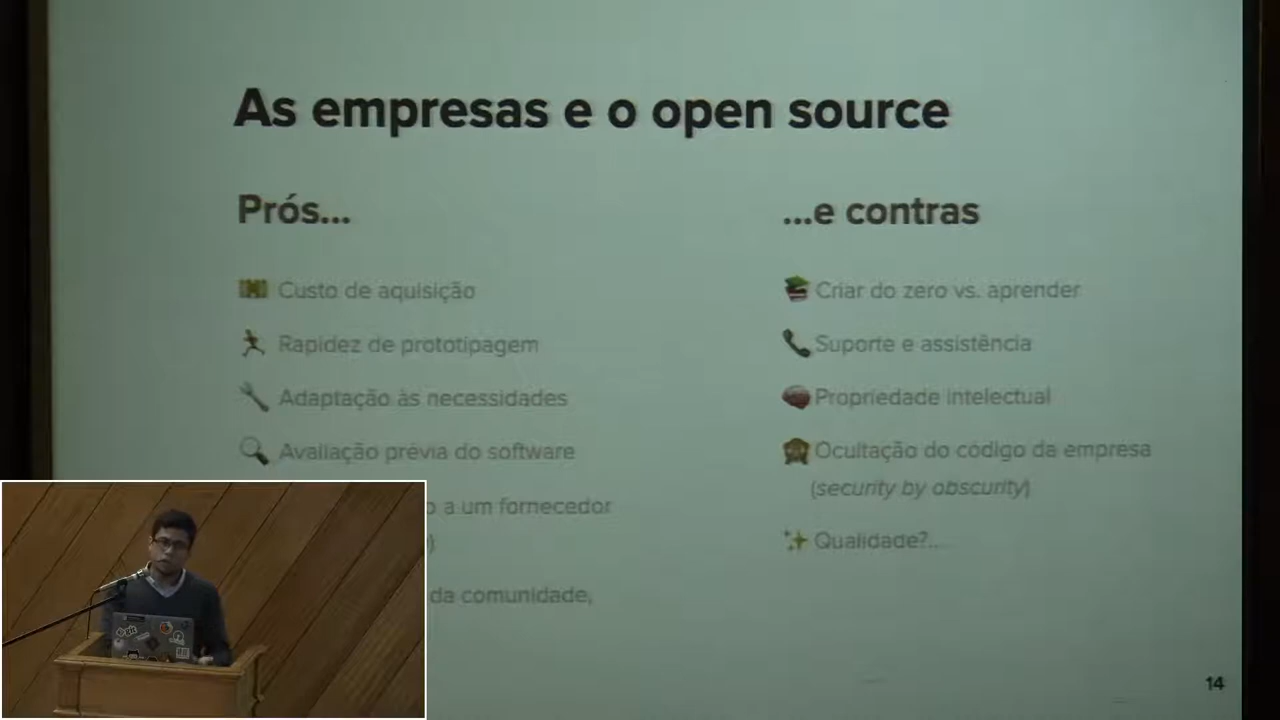 As empresas e o open source
Prós...
Custo de aquisição
Rapidez de prototipagem
Adaptação às necessidades
Avaliação prévia do software
o a um fornecedor
)
da comunidade,
...e contras
Criar do zero vs. aprender
Suporte e assistência
Propriedade intelectual
Ocultação do código da empresa
(security by obscurity)
Qualidade?...
14
git